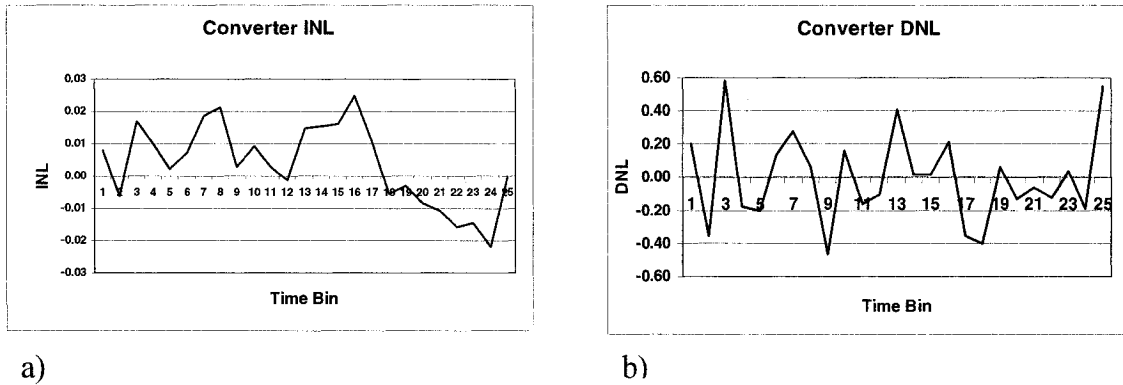 Converter INL
0.03
0.02
0.01
0.00
-0.01
-0.02
-0.03
INL
1 2 3 4 5 6 7 8 9 10 11 12 13 14 15 16 17 18 19 20 21 22 23 24 25
Time Bin
a)
Converter DNL
0.60
0.40
0.20
0.00
-0.20
-0.40
-0.60
DNL
1 3 5 7 9 11 13 15 17 19 21 23 25
Time Bin
b)